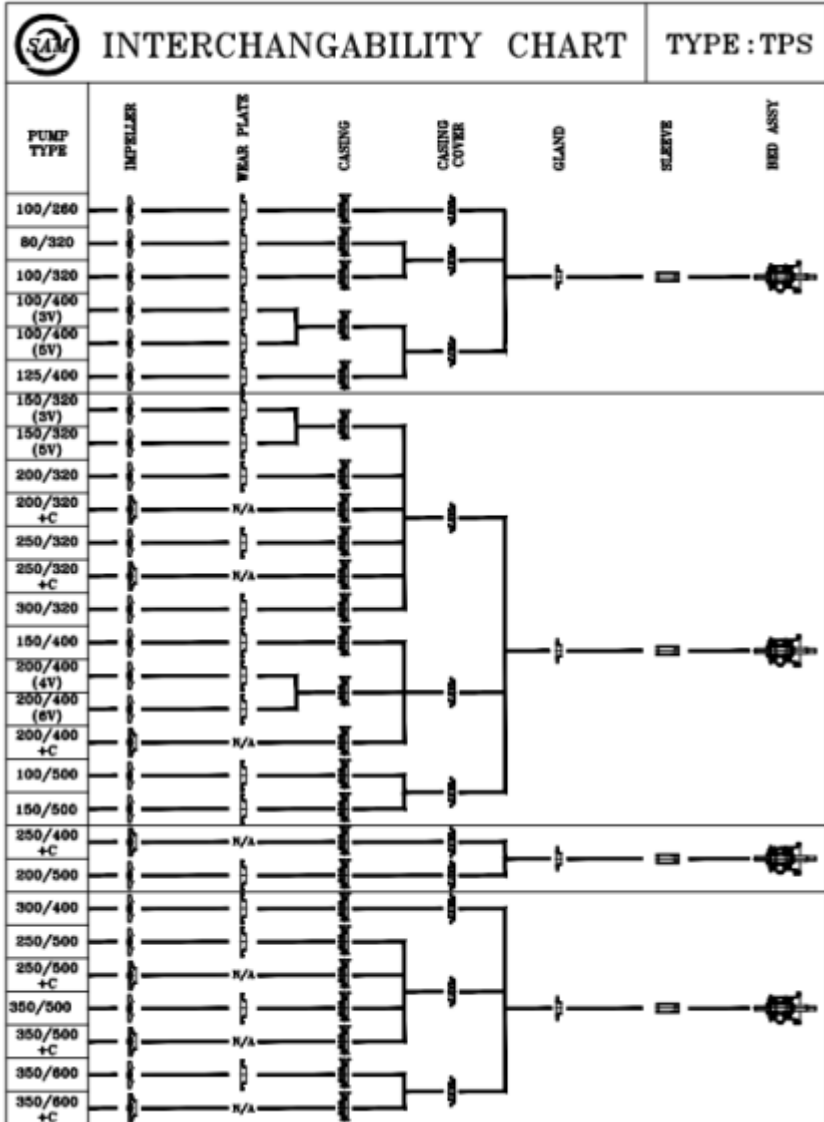 SAM
INTERCHANGABILITY CHART
TYPE:TPS
PUMP
TYPE
IMPELLER
WEAR PLATE
CASING
CASING
COVER
GLAND
SLEEVE
BED ASSY
100/260
80/320
100/320
100/400
(3V)
100/400
(5V)
125/400
150/320
(3V)
150/320
(5V)
200/320
200/320
+C
N/A
250/320
250/320
+C
N/A
300/320
150/400
200/400
(4V)
200/400
(6V)
200/400
+C
N/A
100/500
150/500
250/400
+C
N/A
200/500
300/400
250/500
250/500
+C
N/A
350/500
350/500
+C
N/A
350/600
350/600
+C
N/A